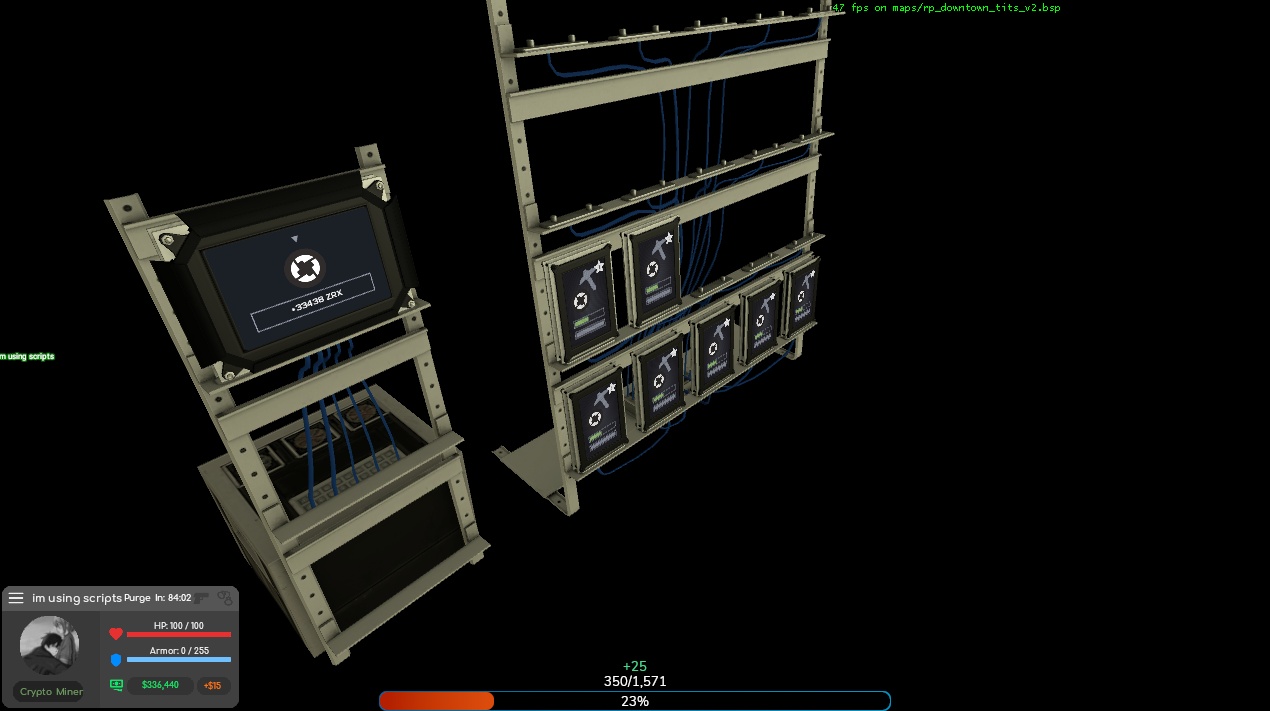 47 fps on maps/rp_downtown_tits_v2.bsp
+33438 ZRX
m using scripts
im using scripts Purge In: 84:02
HP: 100 / 100
Armor: 0 / 255
$336,440 +$15
Crypto Miner
+25
350/1,571
23%